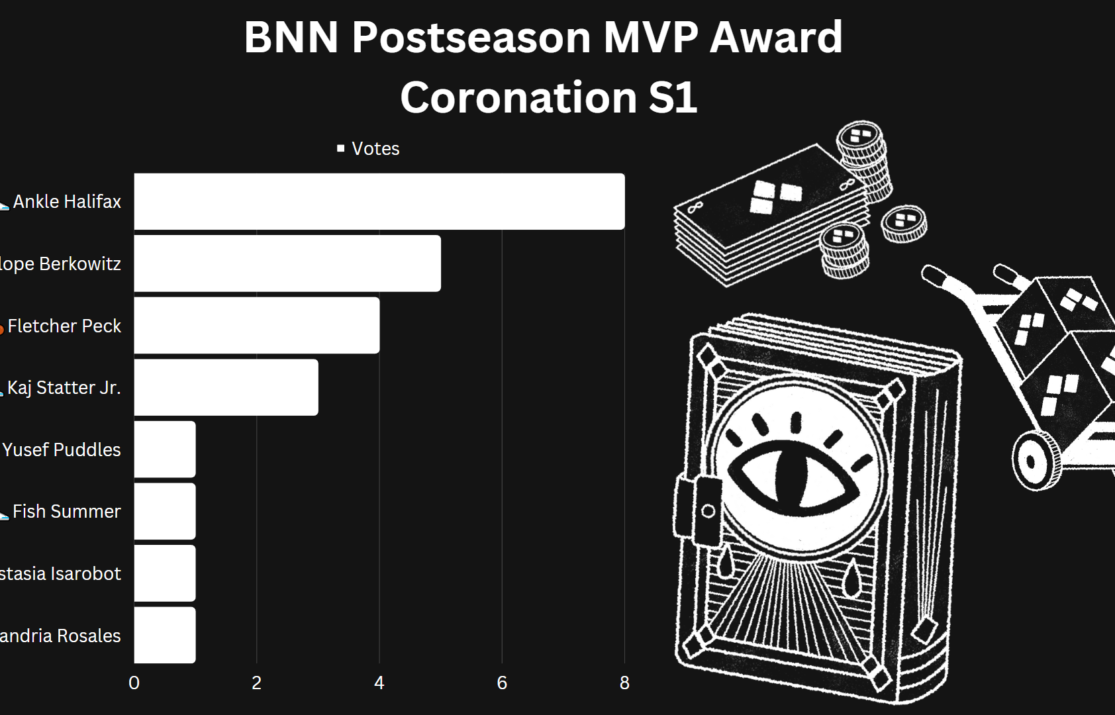 BNN Postseason MVP Award
Coronation S1
Votes
Ankle Halifax
lope Berkowitz
Fletcher Peck
Kaj Statter Jr.
Yusef Puddles
Fish Summer
stasia Isarobot
andria Rosales
0 2 4 6 8